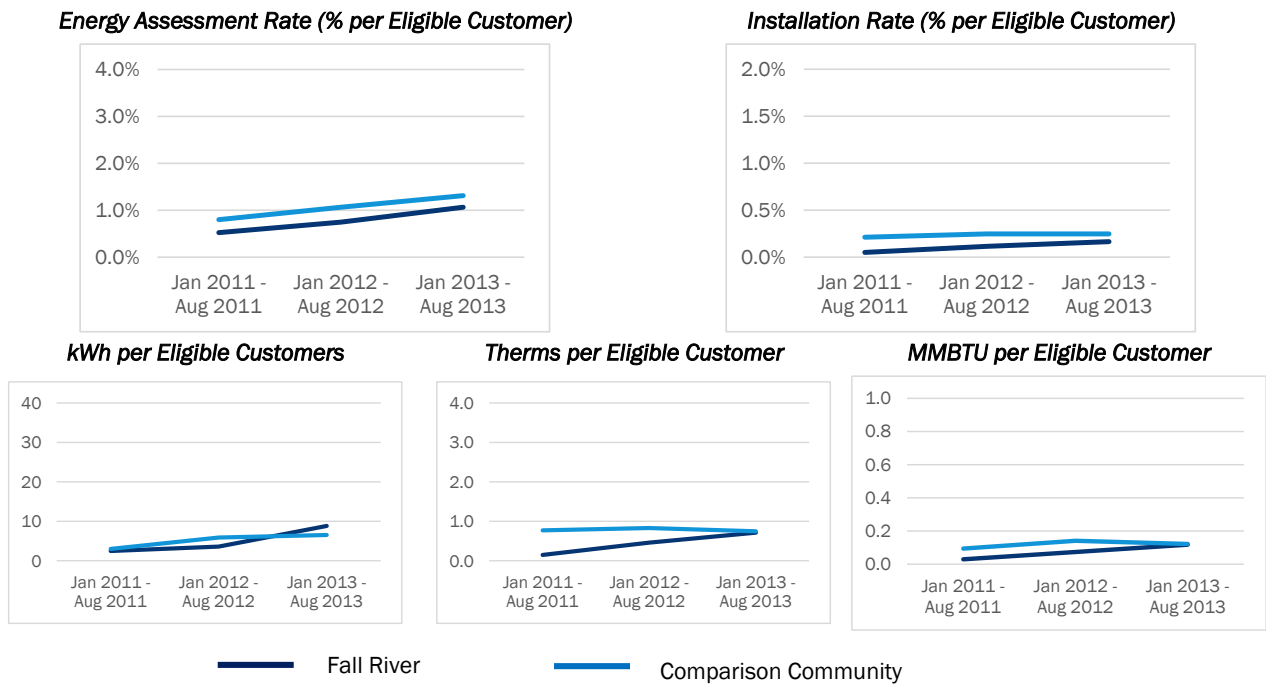 Energy Assessment Rate (% per Eligible Customer)
4.0%
3.0%
2.0%
1.0%
0.0%
Jan 2011 -
Aug 2011
Jan 2012 -
Aug 2012
Jan 2013 -
Aug 2013
Installation Rate (% per Eligible Customer)
2.0%
1.5%
1.0%
0.5%
0.0%
Jan 2011 -
Aug 2011
Jan 2012 -
Aug 2012
Jan 2013 -
Aug 2013
kWh per Eligible Customers
40
30
20
10
0
Jan 2011 -
Aug 2011
Jan 2012 -
Aug 2012
Jan 2013 -
Aug 2013
Therms per Eligible Customer
4.0
3.0
2.0
1.0
0.0
Jan 2011 -
Aug 2011
Jan 2012 -
Aug 2012
Jan 2013 -
Aug 2013
MMBTU per Eligible Customer
1.0
0.8
0.6
0.4
0.2
0.0
Jan 2011 -
Aug 2011
Jan 2012 -
Aug 2012
Jan 2013 -
Aug 2013
Fall River
Comparison Community